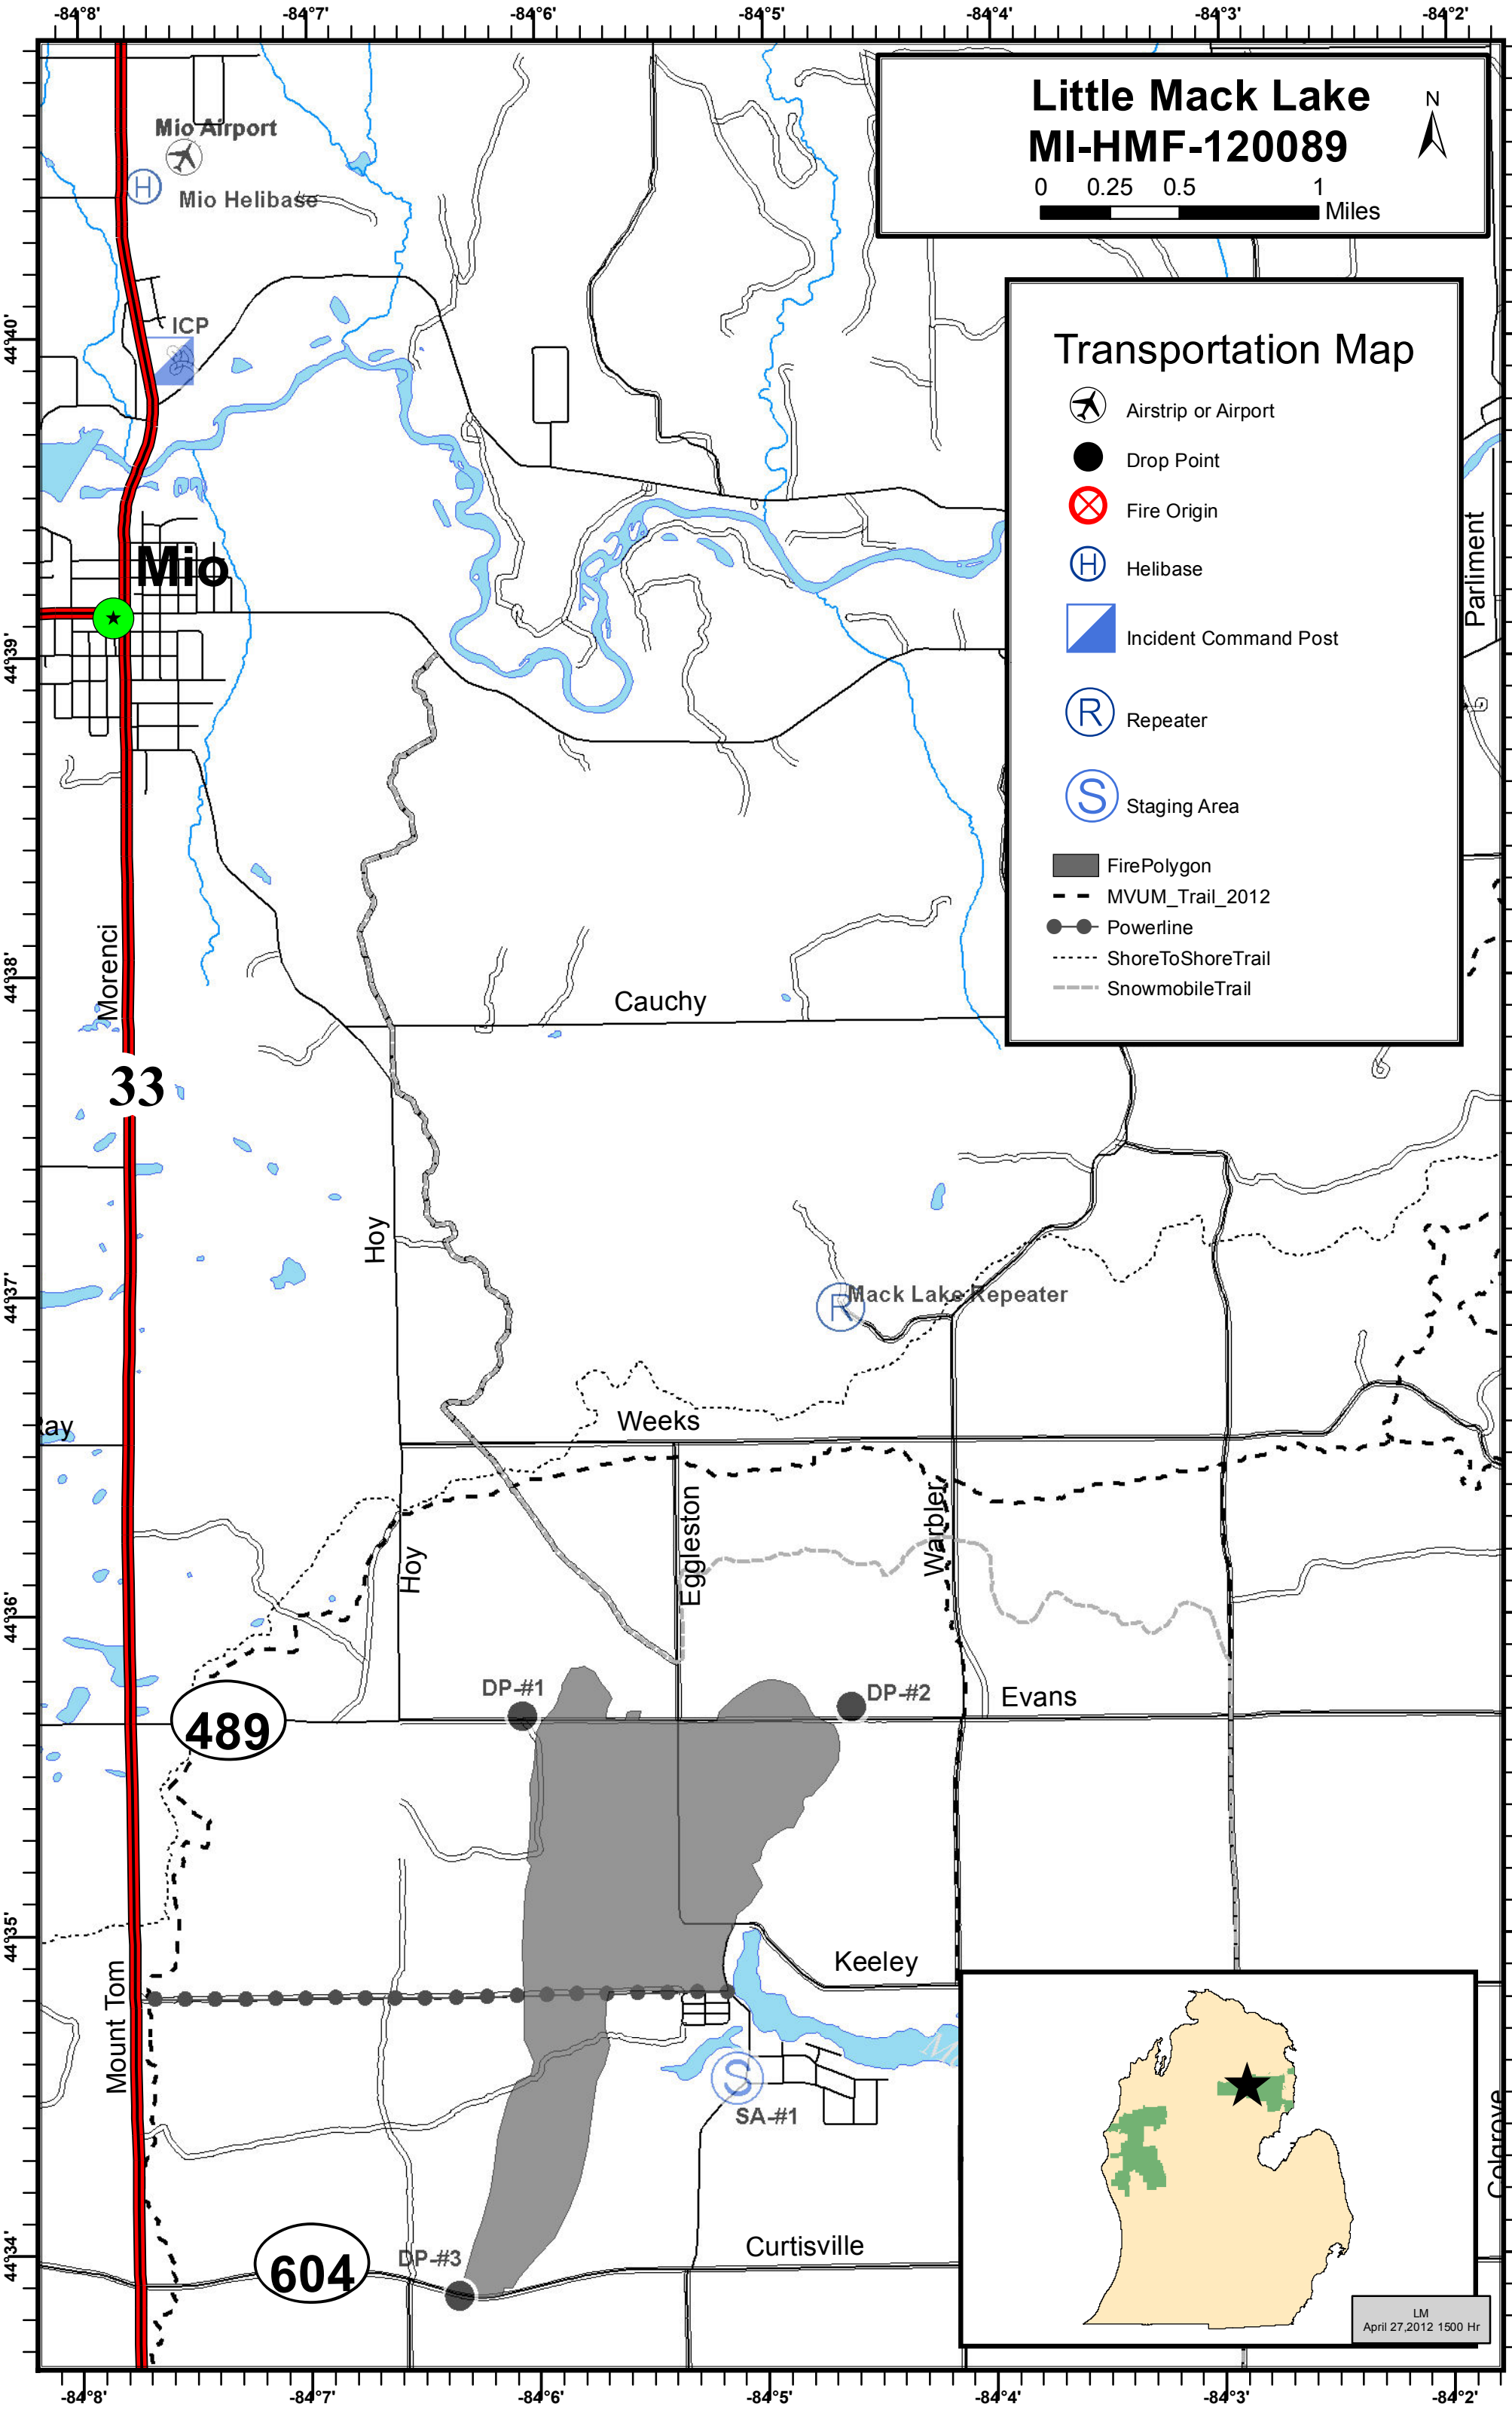 -84°8'
-84°7'
-84°6'
-84°5'
-84°4'
-84°3'
-84°2'
Little Mack Lake
MI-HMF-120089
N
0 0.25 0.5 1
Miles
Mio Airport
H
Mio Helibase
ICP
44°40'
Transportation Map
Airstrip or Airport
Drop Point
Fire Origin
H Helibase
Incident Command Post
R Repeater
S Staging Area
FirePolygon
MVUM_Trail_2012
Powerline
ShoreToShoreTrail
SnowmobileTrail
Parliment
Mio
44°39'
44°38'
Morenci
Cauchy
33
Hoy
44°37'
R
Mack Lake Repeater
Weeks
Eggleston
Warbler
Hoy
44°36'
DP-#1
DP-#2
Evans
489
44°35'
Keeley
Mount Tom
S
SA-#1
Colgrove
44°34'
Curtisville
DP-#3
604
LM
April 27,2012 1500 Hr
-84°8'
-84°7'
-84°6'
-84°5'
-84°4'
-84°3'
-84°2'